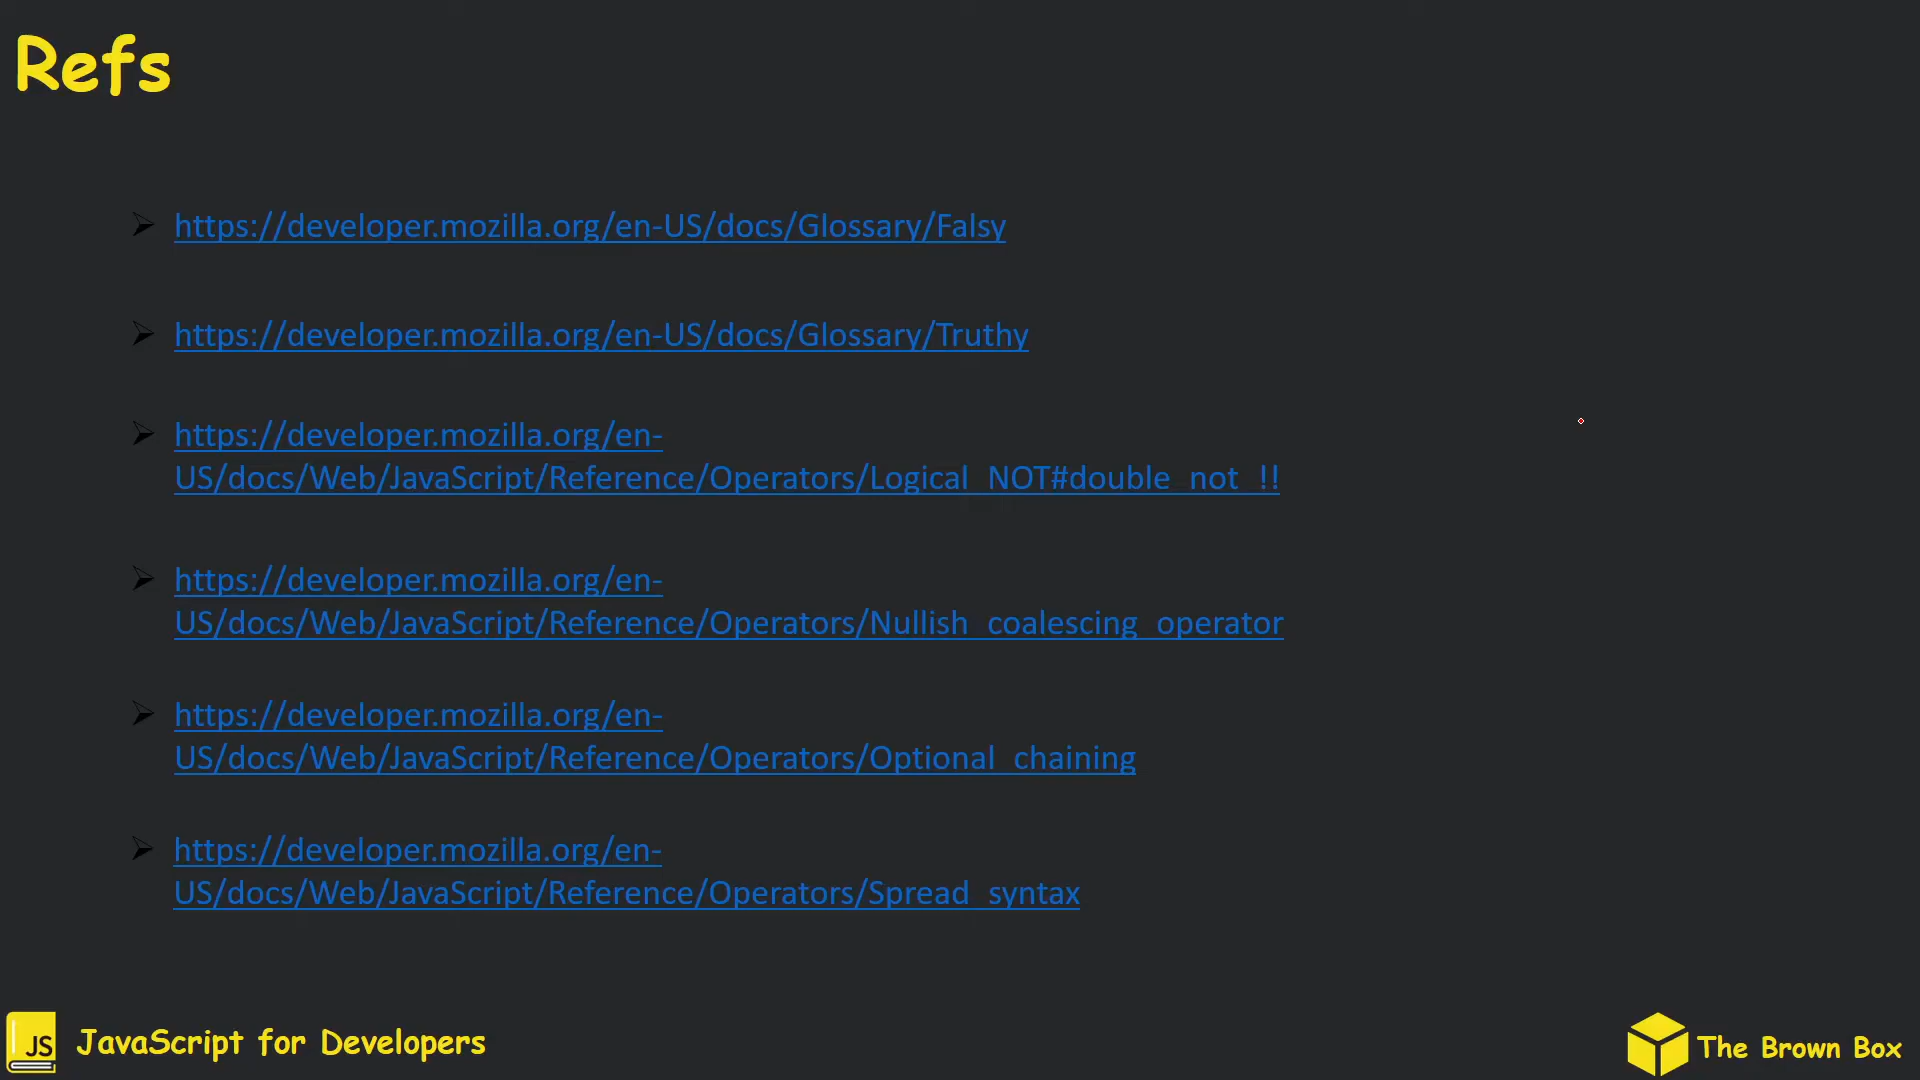 Refs
https://developer.mozilla.org/en-US/docs/Glossary/Falsy
https://developer.mozilla.org/en-US/docs/Glossary/Truthy
https://developer.mozilla.org/en-
US/docs/Web/JavaScript/Reference/Operators/Logical_NOT#double_not_!!
https://developer.mozilla.org/en-
US/docs/Web/JavaScript/Reference/Operators/Nullish_coalescing_operator
https://developer.mozilla.org/en-
US/docs/Web/JavaScript/Reference/Operators/Optional_chaining
https://developer.mozilla.org/en-
US/docs/Web/JavaScript/Reference/Operators/Spread_syntax
JS JavaScript for Developers
The Brown Box